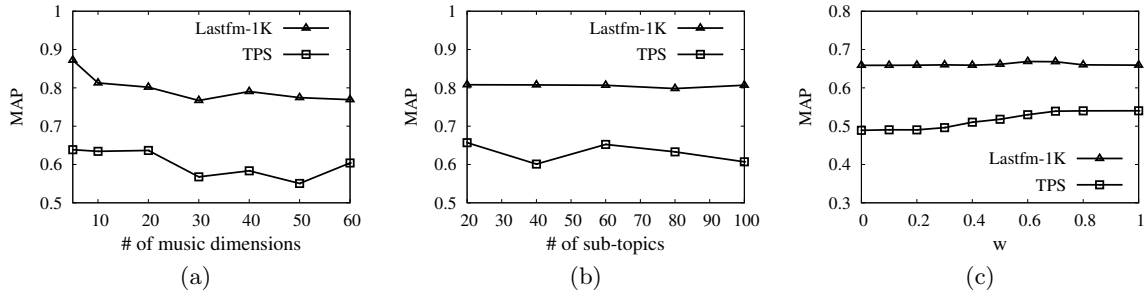 1
0.9
0.8
0.7
0.6
0.5
MAP
Lastfm-1K
TPS
10 20 30 40 50 60
# of music dimensions
(a)
1
0.9
0.8
0.7
0.6
0.5
MAP
Lastfm-1K
TPS
20 30 40 50 60 70 80 90 100
# of sub-topics
(b)
0.8
0.7
0.6
0.5
0.4
0.3
MAP
Lastfm-1K
TPS
0 0.2 0.4 0.6 0.8 1
w
(c)